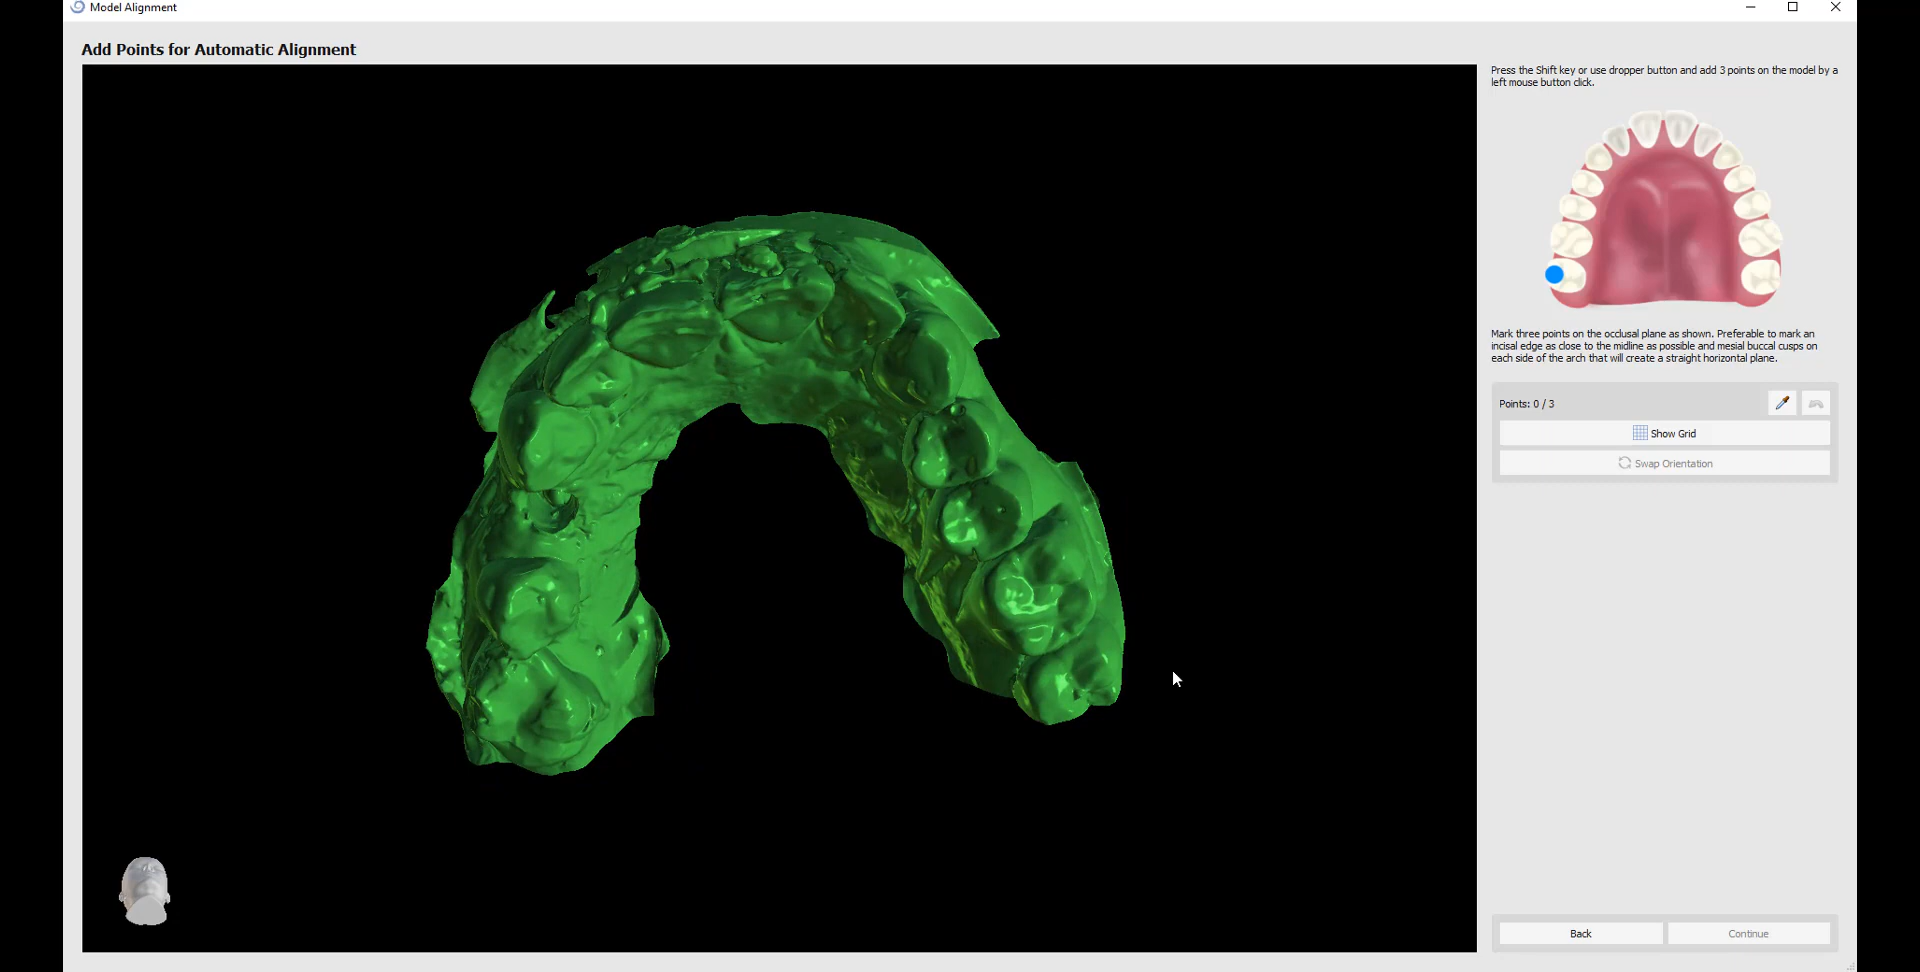 Model Alignment
Add Points for Automatic Alignment
Press the Shift key or use dropper button and add 3 points on the model by a
left mouse button click.
Mark three points on the occlusal plane as shown. Preferable to mark an
incisal edge as close to the midline as possible and mesial buccal cusps on
each side of the arch that will create a straight horizontal plane.
Points: 0 / 3
Show Grid
Swap Orientation
Back
Continue